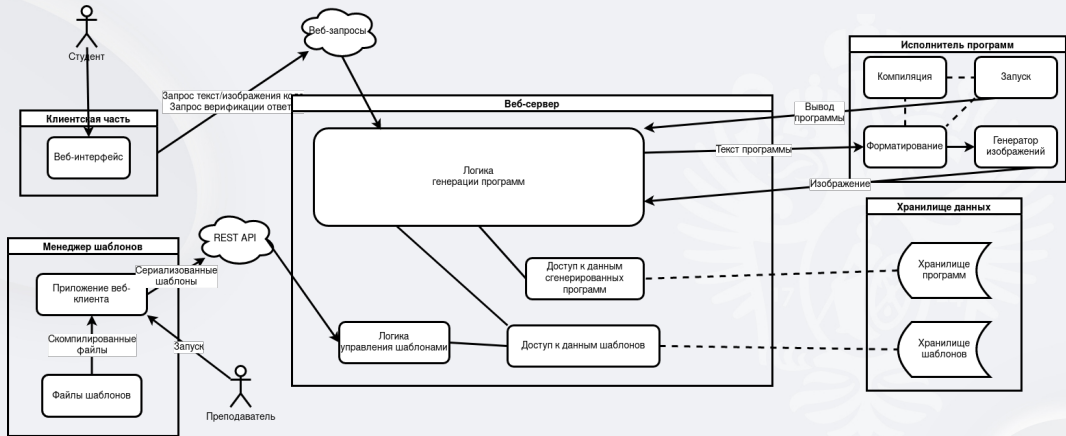 Студент
Веб-запросы
Запрос текст/изображения
Запрос верификации ответ
Клиентская часть
Веб-интерфейс
Веб-сервер
Логика
генерации программ
Вывод
программы
Текст программы
Изображение
Исполнитель программ
Компиляция
Запуск
Форматирование
Генератор
изображений
Хранилище данных
Хранилище
программ
Хранилище
шаблонов
Доступ к данным
сгенерированных
программ
Доступ к данным шаблонов
Логика
управления шаблонами
REST API
Менеджер шаблонов
Сериализованные
шаблоны
Приложение веб-
клиента
Скомпилированные
файлы
Запуск
Файлы шаблонов
Преподаватель